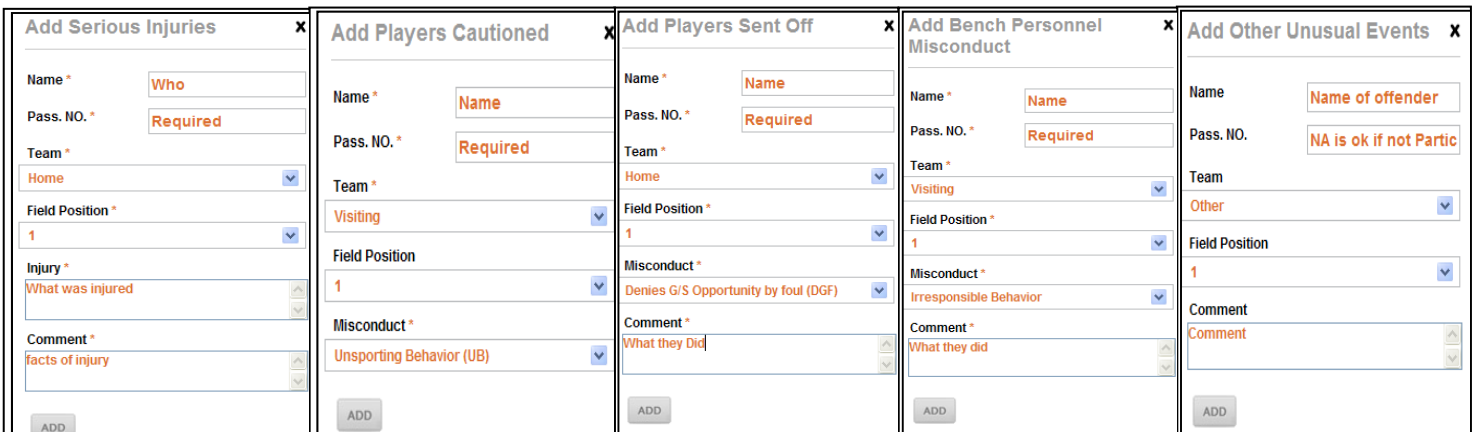 Add Serious Injuries x
Name *
Who
Pass. NO. *
Required
Team *
Home
Field Position *
1
Injury *
What was injured
Comment *
facts of injury
ADD
Add Players Cautioned x
Name *
Name
Pass. NO. *
Required
Team *
Visiting
Field Position
1
Misconduct *
Unsporting Behavior (UB)
ADD
Add Players Sent Off x
Name *
Name
Pass. NO. *
Required
Team *
Home
Field Position *
1
Misconduct *
Denies G/S Opportunity by foul (DGF)
Comment *
What they Did
ADD
Add Bench Personnel x
Misconduct
Name *
Name
Pass. NO. *
Required
Team *
Visiting
Field Position *
1
Misconduct *
Irresponsible Behavior
Comment *
What they did
ADD
Add Other Unusual Events x
Name
Name of offender
Pass. NO.
NA is ok if not Partic
Team
Other
Field Position
1
Comment
Comment
ADD